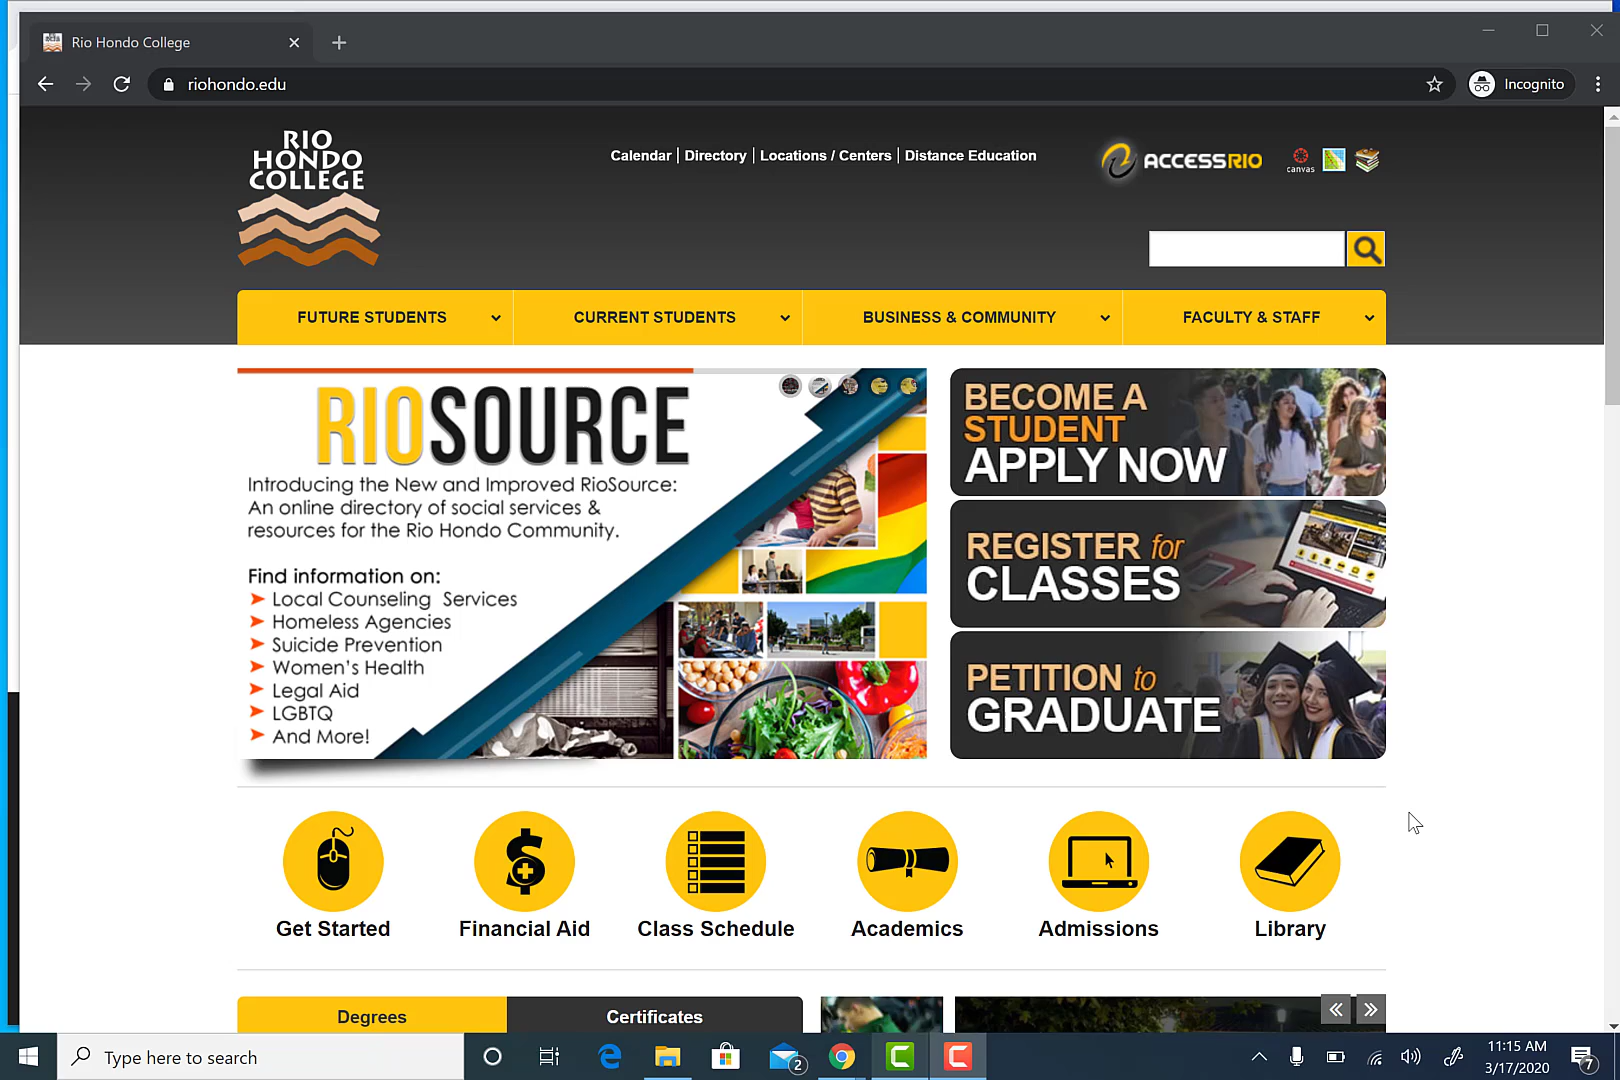 Rio Hondo College
riohondo.edu
Incognito
RIO
HONDO
COLLEGE
Calendar | Directory | Locations / Centers | Distance Education
ACCESSRIO
canvas
FUTURE STUDENTS
CURRENT STUDENTS
BUSINESS & COMMUNITY
FACULTY & STAFF
RIOSOURCE
Introducing the New and Improved RioSource:
An online directory of social services &
resources for the Rio Hondo Community.
Find information on:
Local Counseling Services
Homeless Agencies
Suicide Prevention
Women's Health
Legal Aid
LGBTQ
And More!
BECOME A
STUDENT
APPLY NOW
REGISTER for
CLASSES
PETITION to
GRADUATE
Get Started
Financial Aid
Class Schedule
Academics
Admissions
Library
Degrees
Certificates
Type here to search
2
11:15 AM
3/17/2020
7